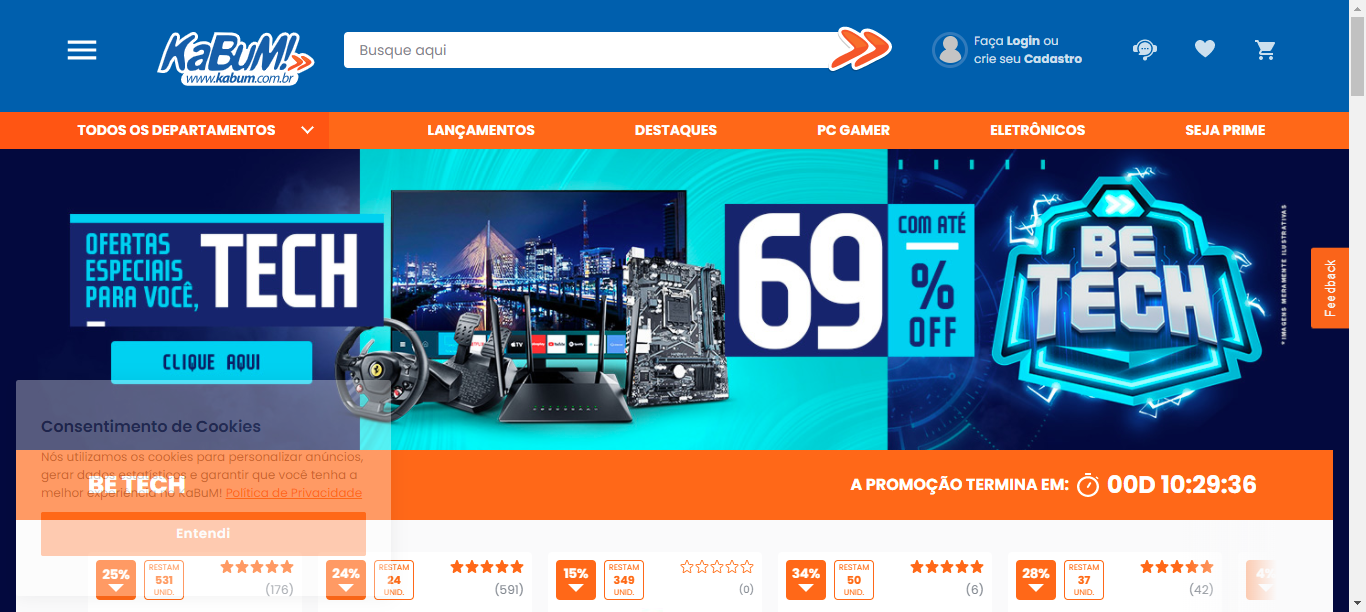 KaBuM!
www.kabum.com.br
Busque aqui
Faça Login ou
crie seu Cadastro
TODOS OS DEPARTAMENTOS
LANÇAMENTOS
DESTAQUES
PC GAMER
ELETRÔNICOS
SEJA PRIME
OFERTAS
ESPECIAIS
PARA VOCÊ,
TECH
CLIQUE AQUI
NETFLIX
tv
YouTube
Spotify
69
COM ATÉ
%
OFF
BE
TECH
*IMAGENS MERAMENTE ILUSTRATIVAS
Feedback
Consentimento de Cookies
Nós utilizamos os cookies para personalizar anúncios,
gerar dados estatísticos e garantir que você tenha a
melhor experiência no KaBuM! Política de Privacidade
Entendi
BE TECH
A PROMOÇÃO TERMINA EM: 00D 10:29:36
25%
RESTAM
531
UNID.
(176)
24%
RESTAM
24
UNID.
(591)
15%
RESTAM
349
UNID.
(0)
34%
RESTAM
50
UNID.
(6)
28%
RESTAM
37
UNID.
(42)
4%